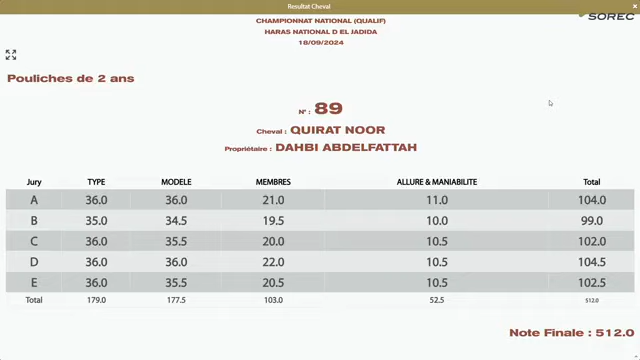 Resultat Cheval
CHAMPIONNAT NATIONAL (QUALIF)
SOREC
HARAS NATIONAL D EL JADIDA
18/09/2024
Pouliches de 2 ans
N° : 89
Cheval : QUIRAT NOOR
Propriétaire : DAHBI ABDELFATTAH
Jury TYPE MODELE MEMBRES ALLURE & MANIABILITE Total
A 36.0 36.0 21.0 11.0 104.0
B 35.0 34.5 19.5 10.0 99.0
C 36.0 35.5 20.0 10.5 102.0
D 36.0 36.0 22.0 10.5 104.5
E 36.0 35.5 20.5 10.5 102.5
Total 179.0 177.5 103.0 52.5 512.0
Note Finale : 512.0